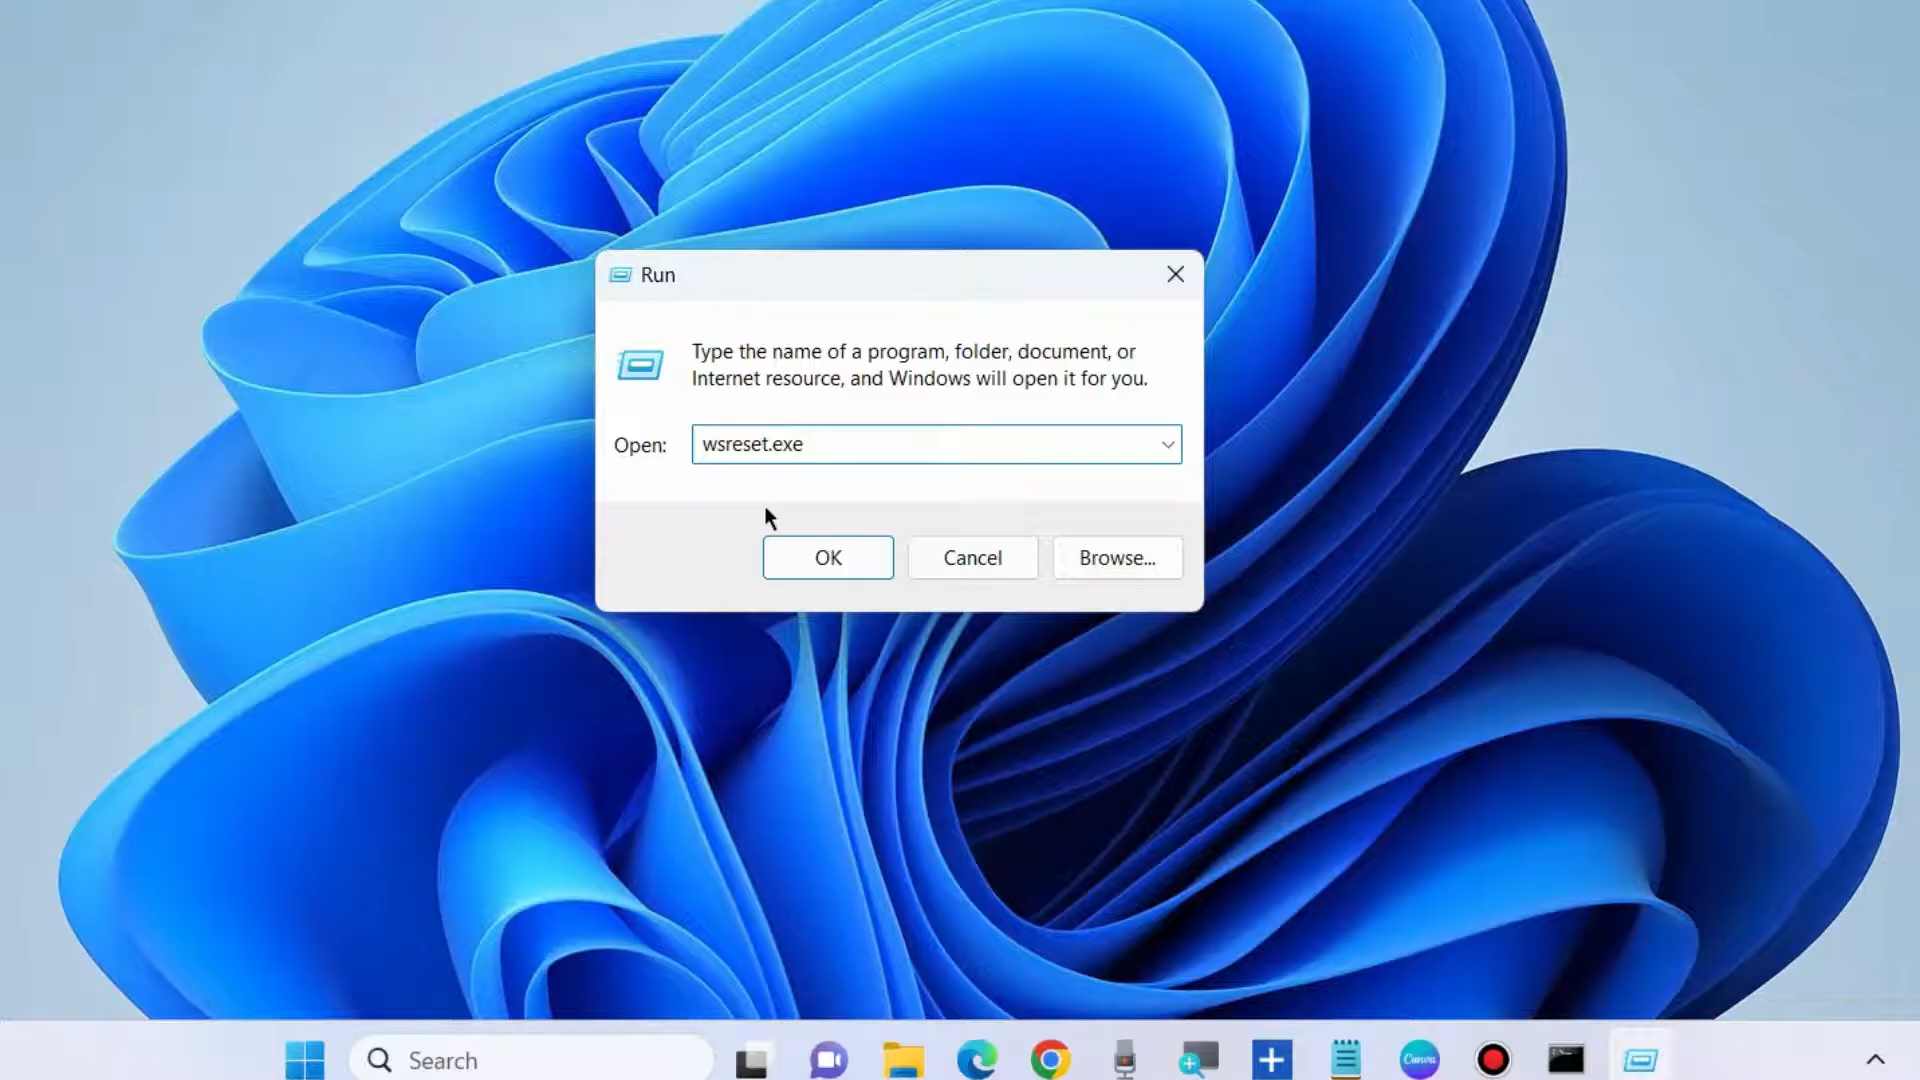 Run
Type the name of a program, folder, document, or
Internet resource, and Windows will open it for you.
Open: wsreset.exe
OK Cancel Browse...
Search
Canva